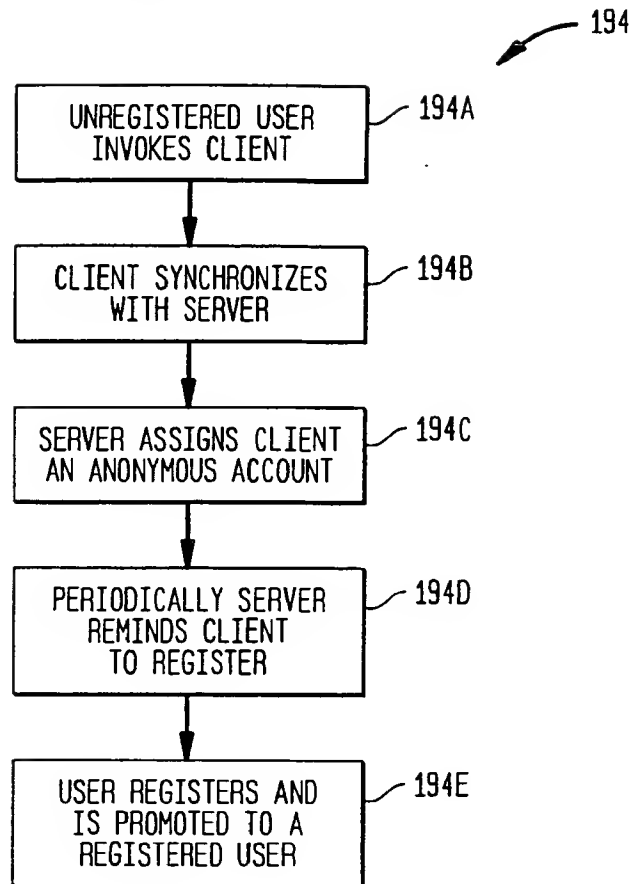 194
UNREGISTERED USER
INVOKES CLIENT
194A
CLIENT SYNCHRONIZES
WITH SERVER
194B
SERVER ASSIGNS CLIENT
AN ANONYMOUS ACCOUNT
194C
PERIODICALLY SERVER
REMINDS CLIENT
TO REGISTER
194D
USER REGISTERS AND
IS PROMOTED TO A
REGISTERED USER
194E